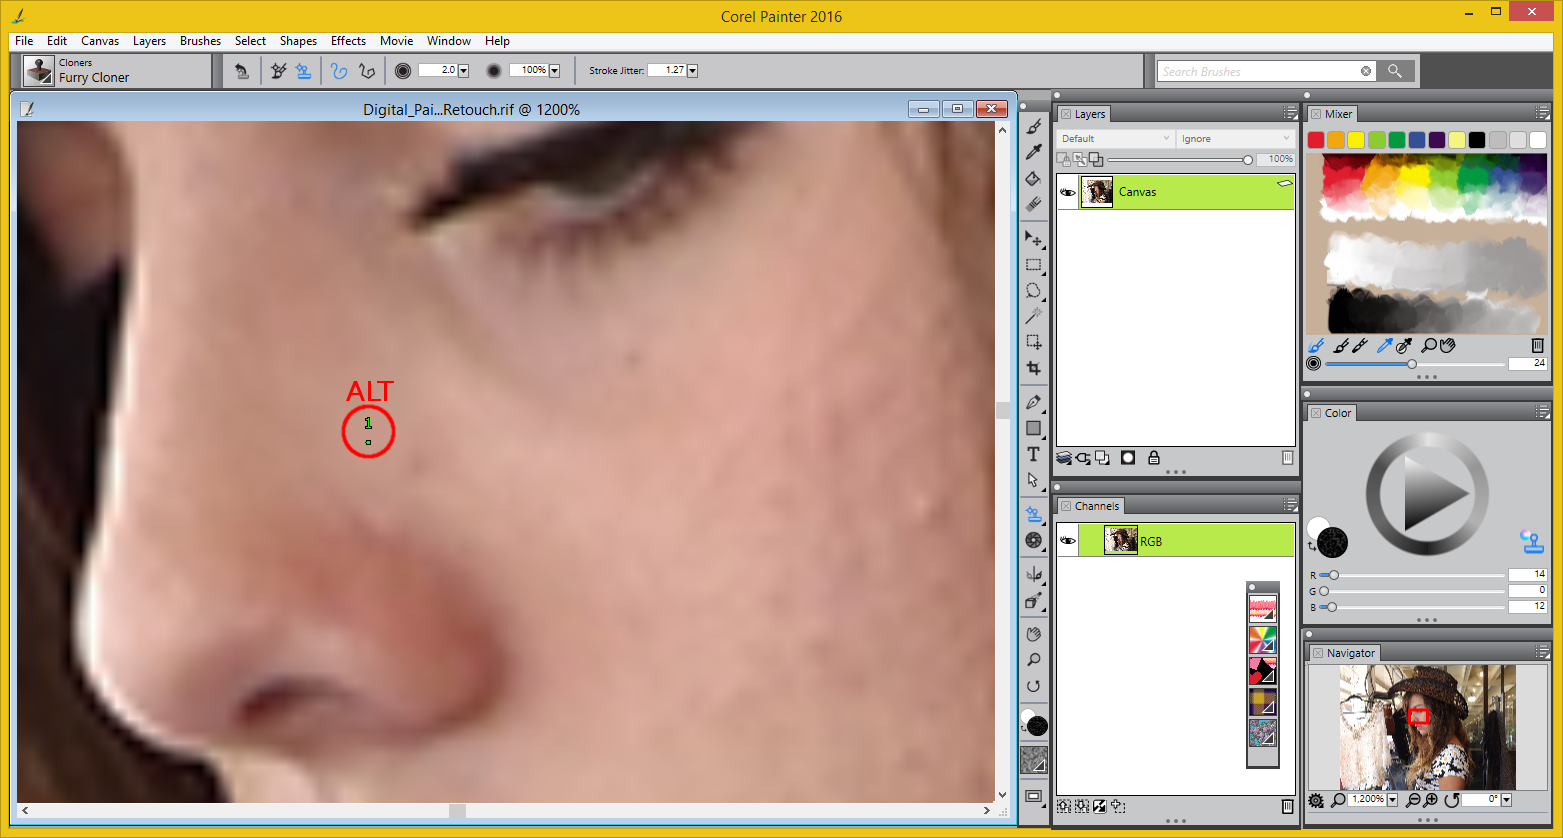 Corel Painter 2016
File Edit Canvas Layers Brushes Select Shapes Effects Movie Window Help
Cloners
Furry Cloner
2.0
100%
Stroke Jitter: 1.27
Search Brushes
Digital_Pai...Retouch.rif @ 1200%
ALT
1
Layers
Default
Ignore
100%
Canvas
Channels
RGB
T
Mixer
24
Color
R 14
G 0
B 12
Navigator
1,200%
0°